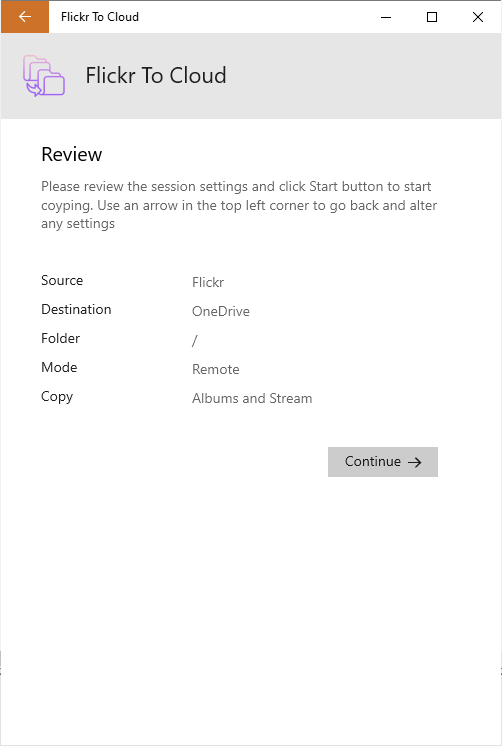 Flickr To Cloud
Flickr To Cloud
Review
Please review the session settings and click Start button to start
coyping. Use an arrow in the top left corner to go back and alter
any settings
Source Flickr
Destination OneDrive
Folder /
Mode Remote
Copy Albums and Stream
Continue →